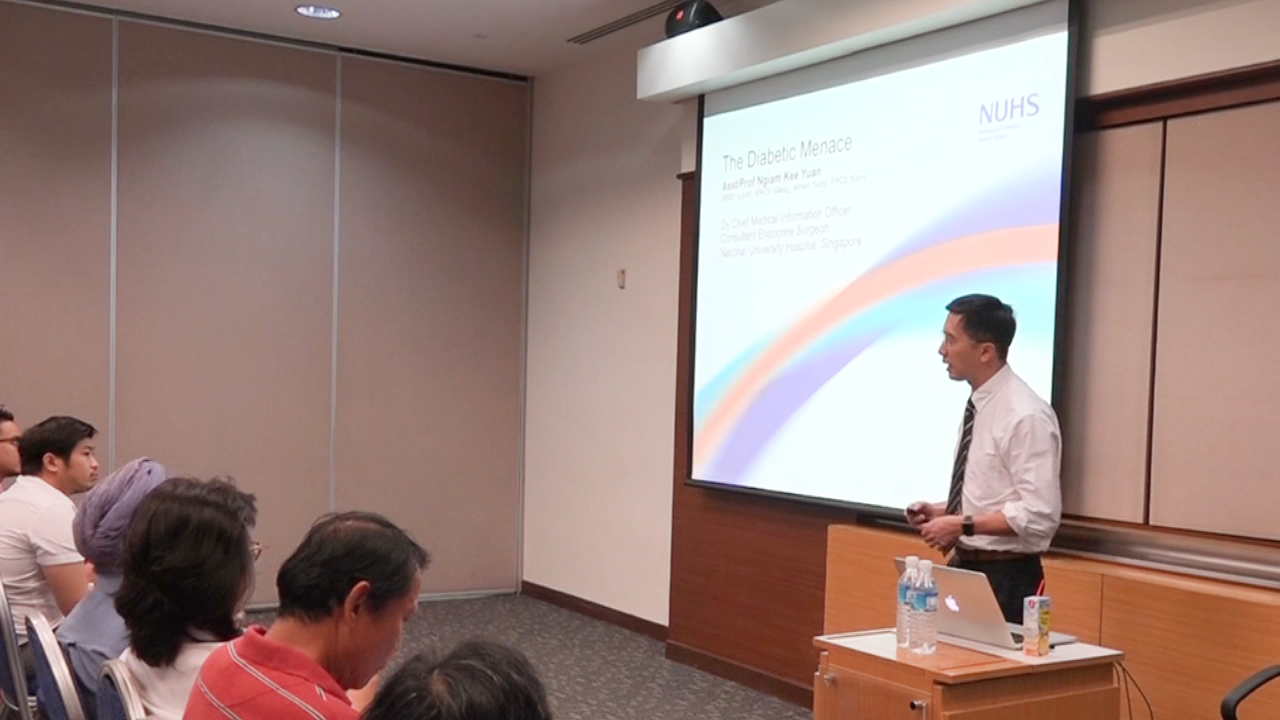 NUHS
The Diabetic Menace
Asst/Prof Ngiam Kee Yuan
Dy Chief Medical Information Officer
Consultant Endocrine Surgeon
National University Hospital, Singapore